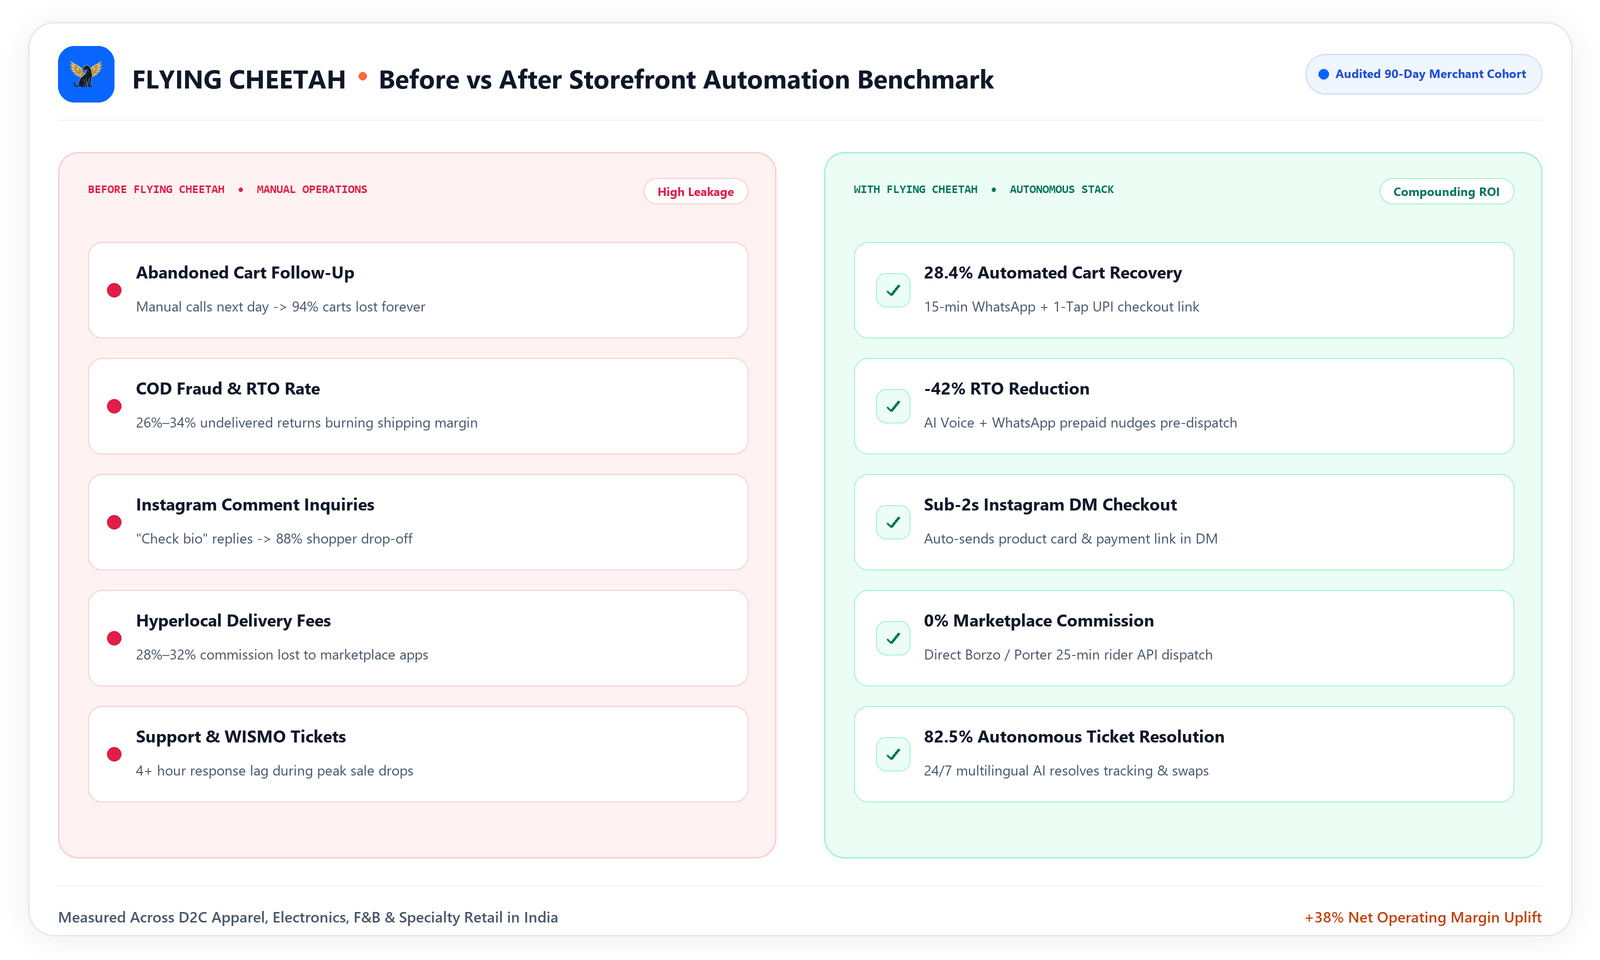 FLYING CHEETAH • Before vs After Storefront Automation Benchmark
Audited 90-Day Merchant Cohort
BEFORE FLYING CHEETAH • MANUAL OPERATIONS
High Leakage
Abandoned Cart Follow-Up
Manual calls next day -> 94% carts lost forever
COD Fraud & RTO Rate
26%–34% undelivered returns burning shipping margin
Instagram Comment Inquiries
"Check bio" replies -> 88% shopper drop-off
Hyperlocal Delivery Fees
28%–32% commission lost to marketplace apps
Support & WISMO Tickets
4+ hour response lag during peak sale drops
WITH FLYING CHEETAH • AUTONOMOUS STACK
Compounding ROI
28.4% Automated Cart Recovery
15-min WhatsApp + 1-Tap UPI checkout link
-42% RTO Reduction
AI Voice + WhatsApp prepaid nudges pre-dispatch
Sub-2s Instagram DM Checkout
Auto-sends product card & payment link in DM
0% Marketplace Commission
Direct Borzo / Porter 25-min rider API dispatch
82.5% Autonomous Ticket Resolution
24/7 multilingual AI resolves tracking & swaps
Measured Across D2C Apparel, Electronics, F&B & Specialty Retail in India
+38% Net Operating Margin Uplift